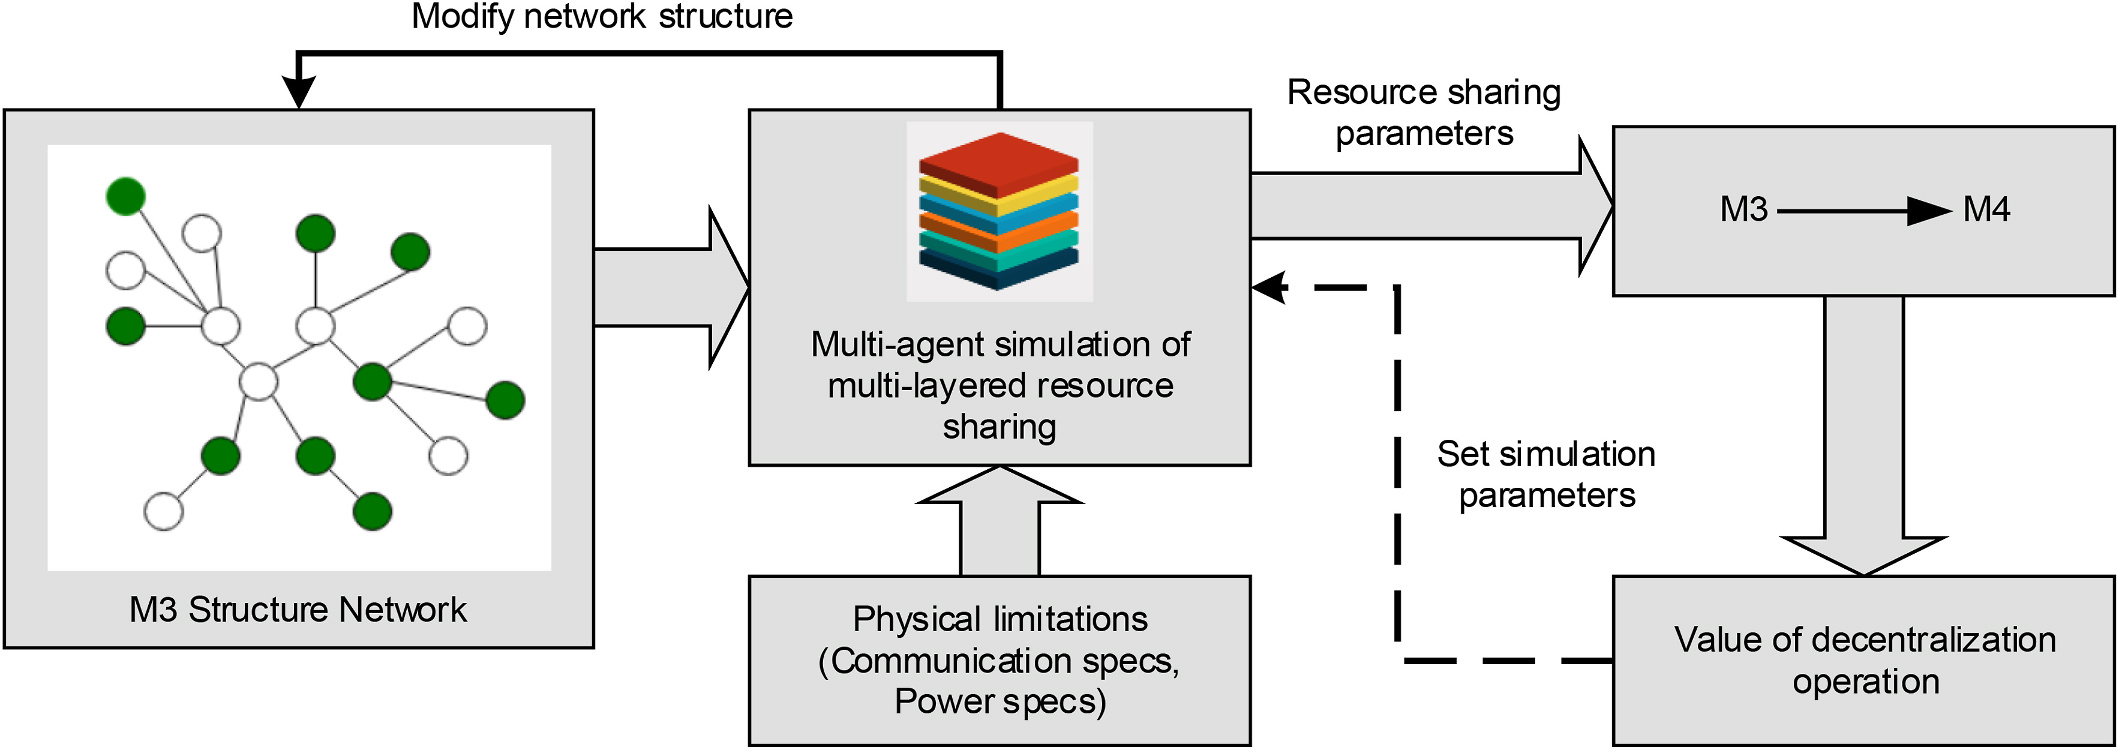 Modify network structure
M3 Structure Network
Multi-agent simulation of
multi-layered resource
sharing
Physical limitations
(Communication specs,
Power specs)
Resource sharing
parameters
M3 M4
Set simulation
parameters
Value of decentralization
operation